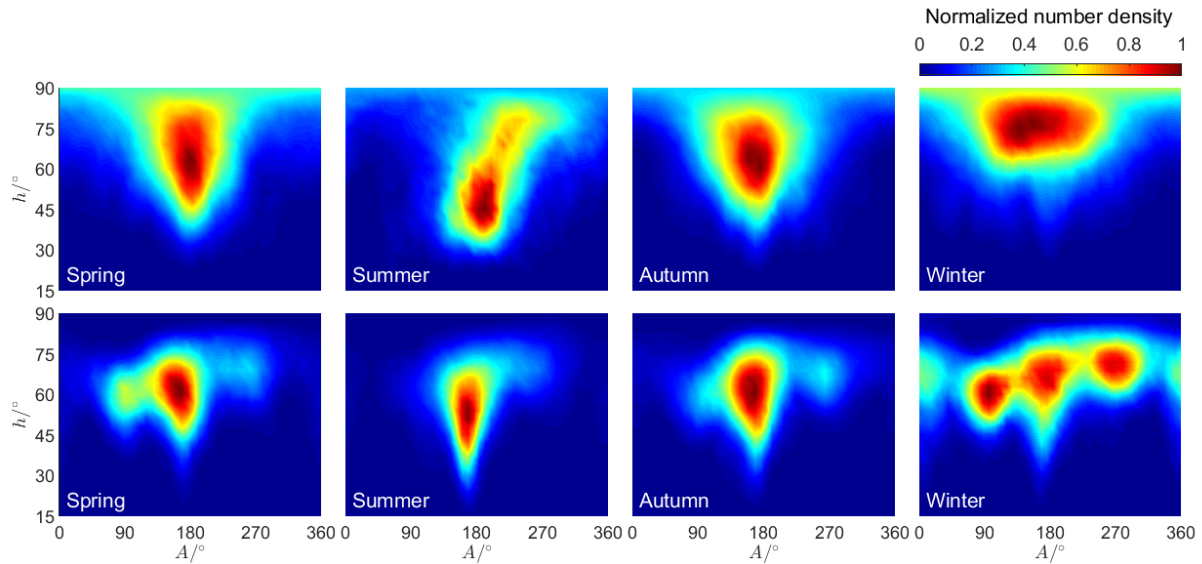 Normalized number density
0 0.2 0.4 0.6 0.8 1
90
75
60
45
30
15
h/°
Spring Summer Autumn Winter
90
75
60
45
30
15
h/°
Spring Summer Autumn Winter
0 90 180 270 360 0 90 180 270 360 0 90 180 270 360 0 90 180 270 360
A/° A/° A/° A/°